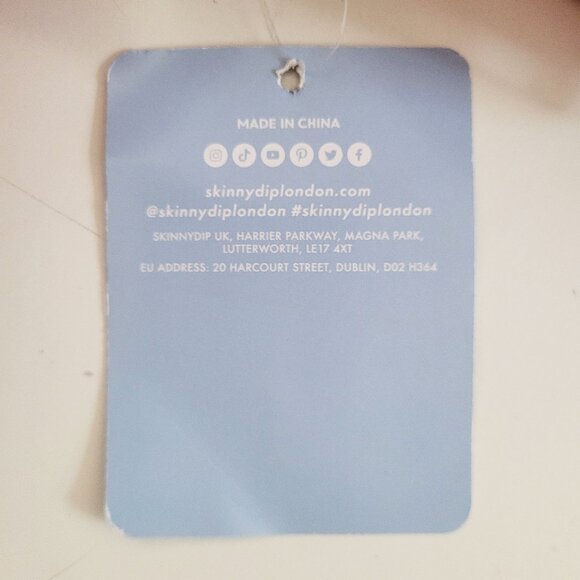 MADE IN CHINA
skinnydiplondon.com
@skinnydiplondon #skinnydiplondon
SKINNYDIP UK, HARRIER PARKWAY, MAGNA PARK,
LUTTERWORTH, LE17 4XT
EU ADDRESS: 20 HARCOURT STREET, DUBLIN, D02 H364